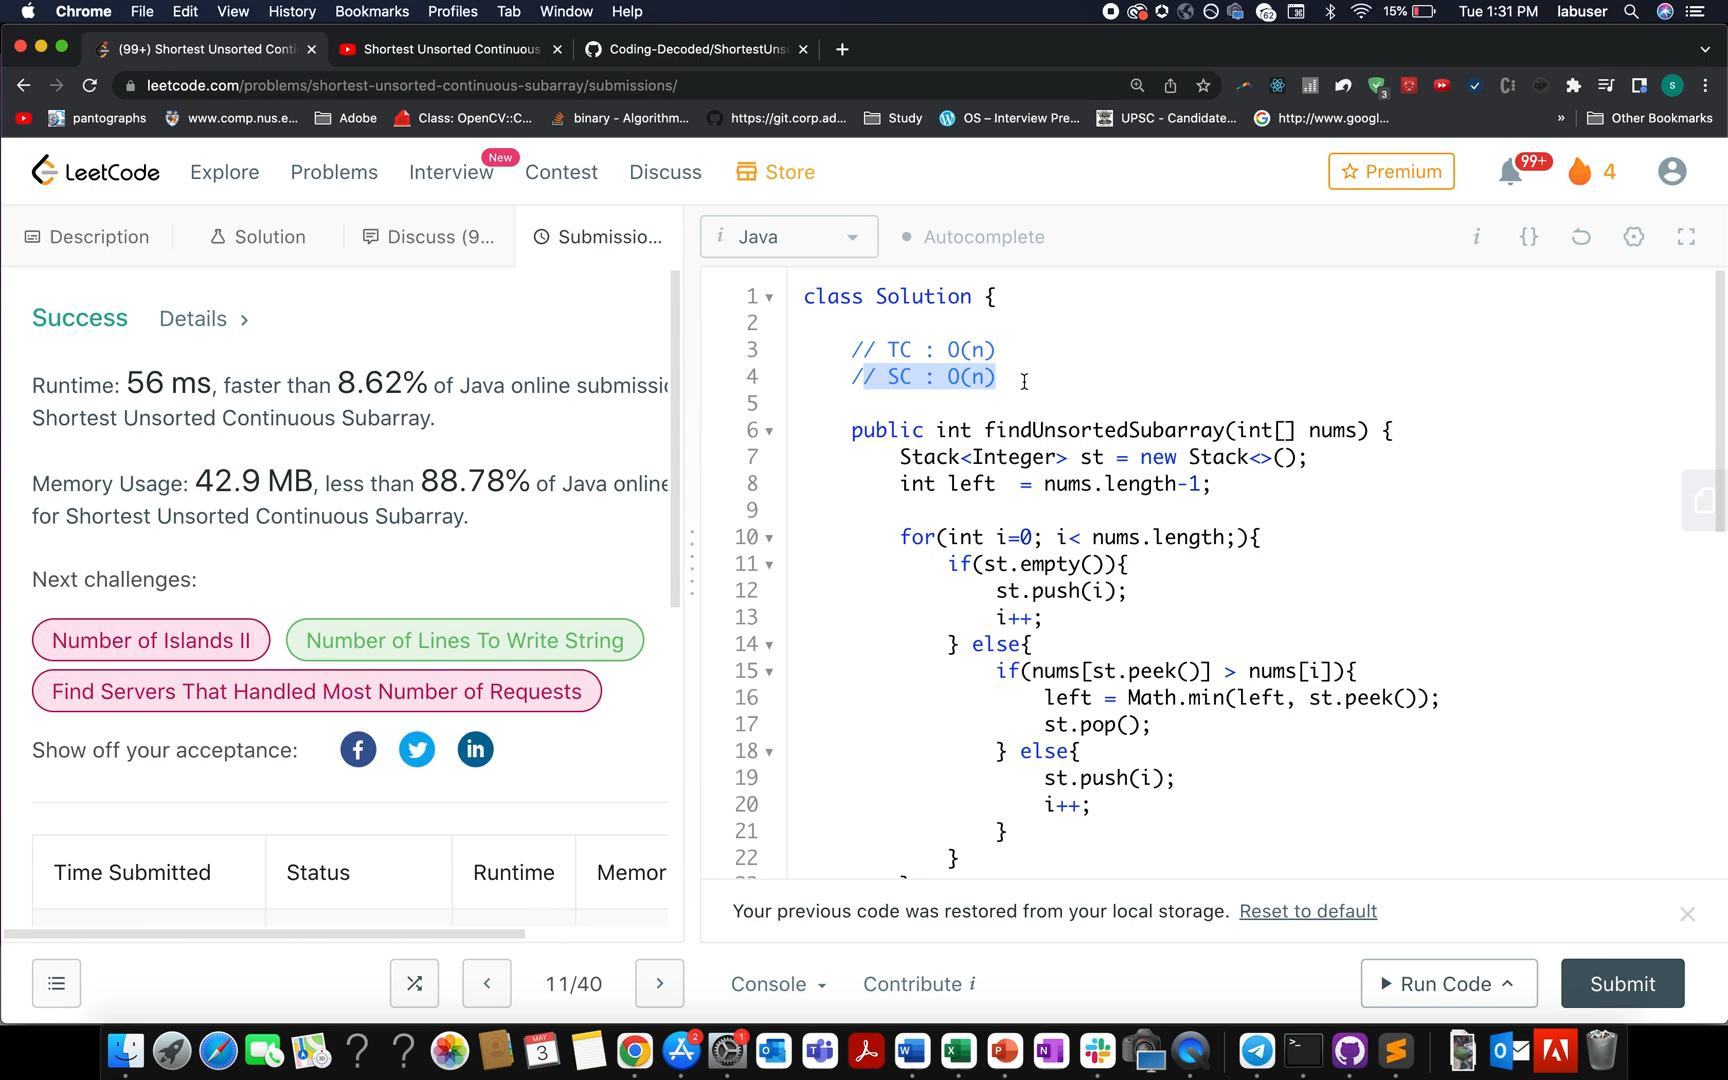 Chrome File Edit View History Bookmarks Profiles Tab Window Help 62 15% Tue 1:31 PM labuser
(99+) Shortest Unsorted Conti Shortest Unsorted Continuous Coding-Decoded/ShortestUns
leetcode.com/problems/shortest-unsorted-continuous-subarray/submissions/ 3 S
pantographs www.comp.nus.e... Adobe Class: OpenCV::C... binary - Algorithm... https://git.corp.ad... Study OS – Interview Pre... UPSC - Candidate... http://www.googl... » Other Bookmarks
LeetCode Explore Problems Interview New Contest Discuss Store Premium 99+ 4
Description Solution Discuss (9... Submissio... i Java Autocomplete i {}
Success Details ›
Runtime: 56 ms, faster than 8.62% of Java online submissi
Shortest Unsorted Continuous Subarray.
Memory Usage: 42.9 MB, less than 88.78% of Java online
for Shortest Unsorted Continuous Subarray.
Next challenges:
Number of Islands II Number of Lines To Write String
Find Servers That Handled Most Number of Requests
Show off your acceptance: f in
Time Submitted Status Runtime Memor
1 class Solution {
2
3 // TC : O(n)
4 // SC : O(n)
5
6 public int findUnsortedSubarray(int[] nums) {
7 Stack<Integer> st = new Stack<>();
8 int left = nums.length-1;
9
10 for(int i=0; i< nums.length;){
11 if(st.empty()){
12 st.push(i);
13 i++;
14 } else{
15 if(nums[st.peek()] > nums[i]){
16 left = Math.min(left, st.peek());
17 st.pop();
18 } else{
19 st.push(i);
20 i++;
21 }
22 }
Your previous code was restored from your local storage. Reset to default
11/40 Console Contribute i Run Code Submit
MAY 3 2 1